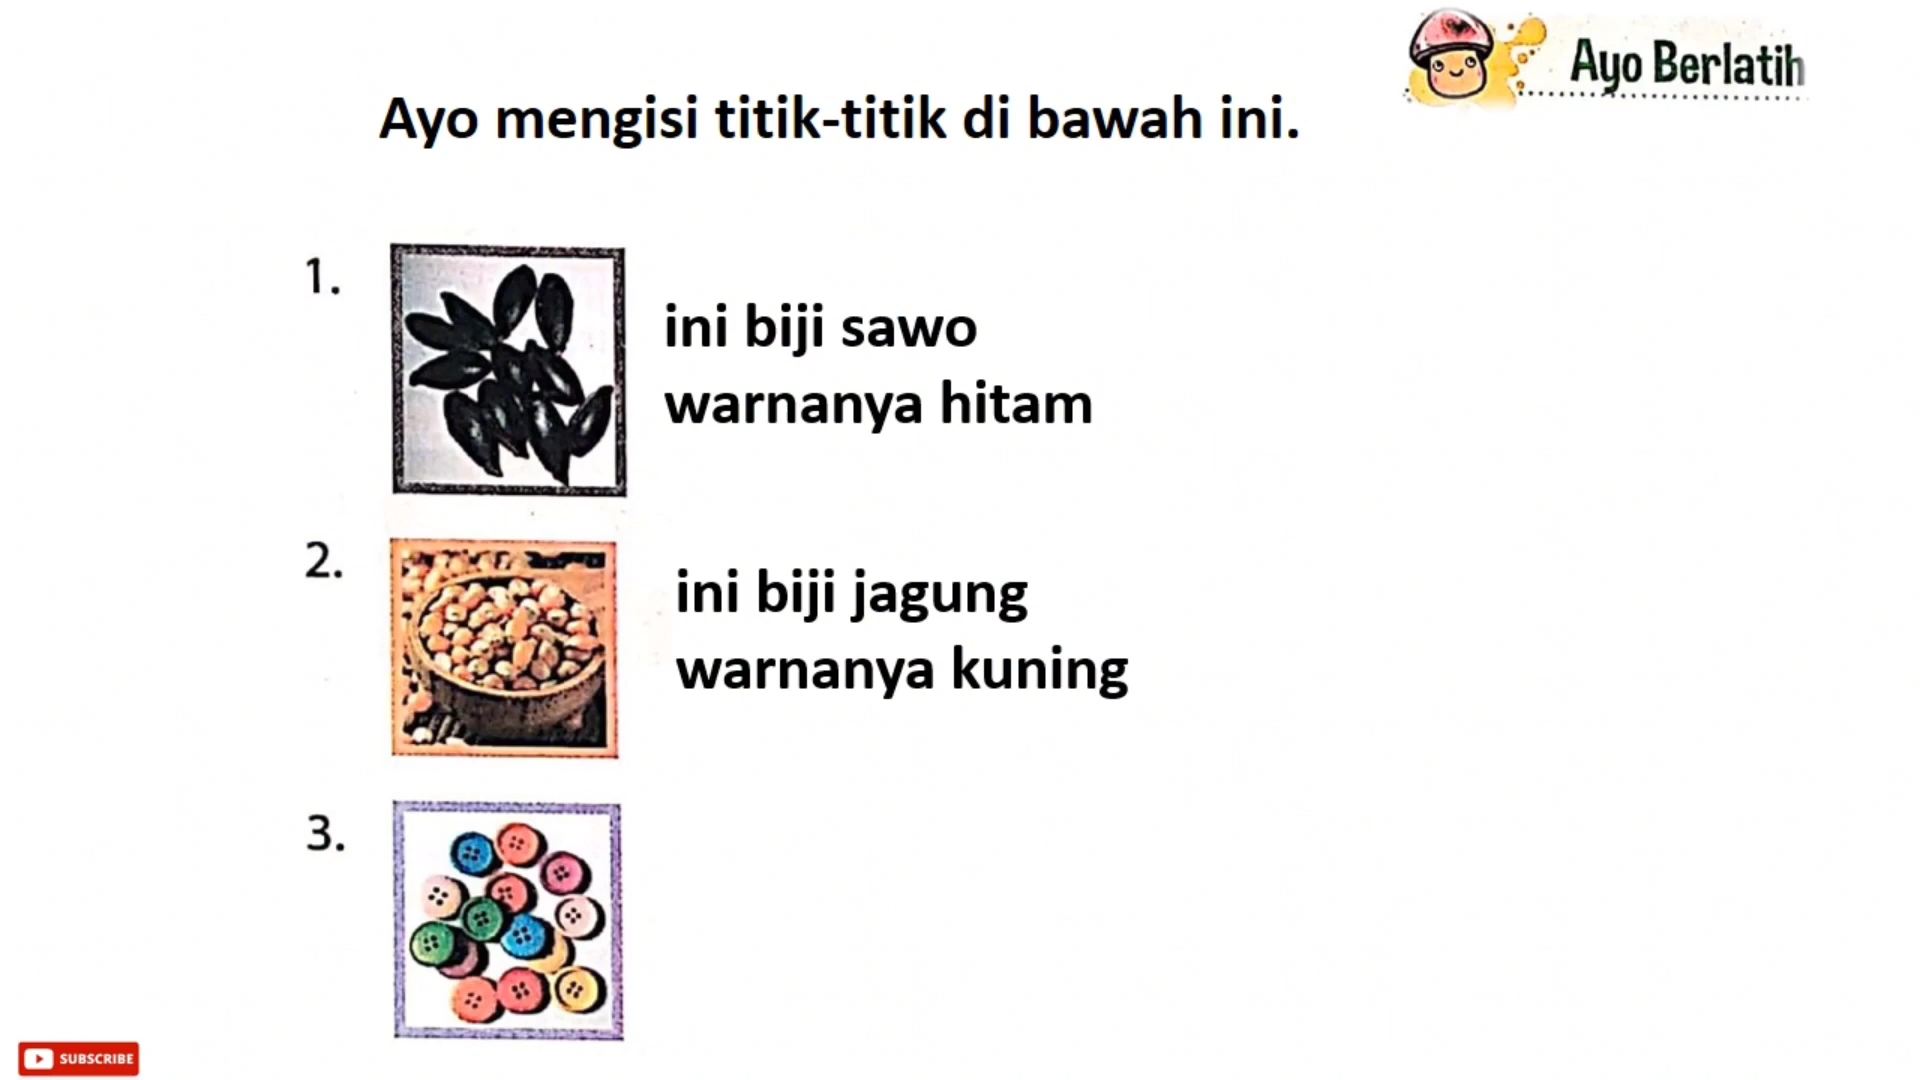 Ayo Berlatih
Ayo mengisi titik-titik di bawah ini.
1.
ini biji sawo
warnanya hitam
2.
ini biji jagung
warnanya kuning
3.
SUBSCRIBE